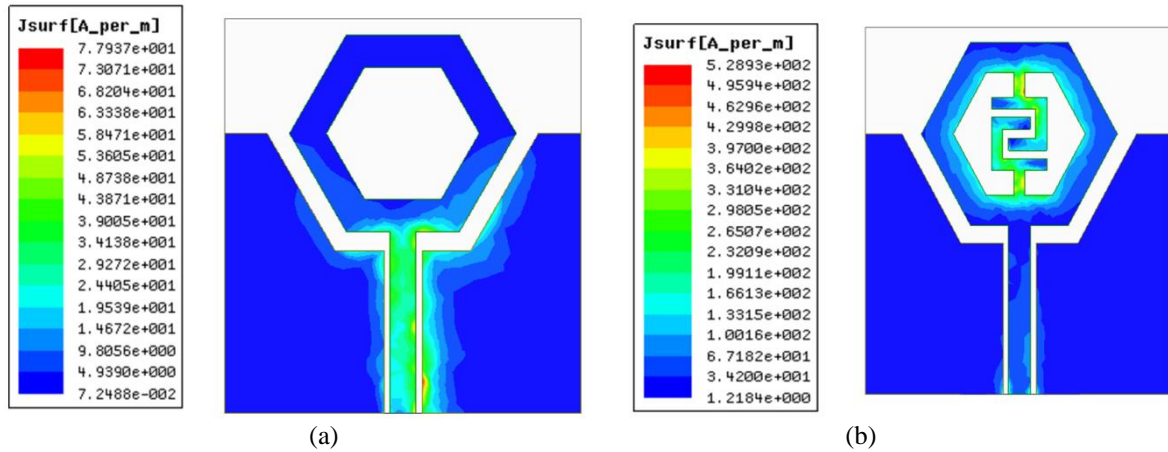 Jsurf[A_per_m]
7.7937e+001
7.3071e+001
6.8204e+001
6.3338e+001
5.8471e+001
5.3605e+001
4.8738e+001
4.3871e+001
3.9005e+001
3.4138e+001
2.9272e+001
2.4405e+001
1.9539e+001
1.4672e+001
9.8056e+000
4.9390e+000
7.2488e-002
(a)
Jsurf[A_per_m]
5.2893e+002
4.9594e+002
4.6296e+002
4.2998e+002
3.9700e+002
3.6402e+002
3.3104e+002
2.9805e+002
2.6507e+002
2.3209e+002
1.9911e+002
1.6613e+002
1.3315e+002
1.0016e+002
6.7182e+001
3.4200e+001
1.2184e+000
(b)